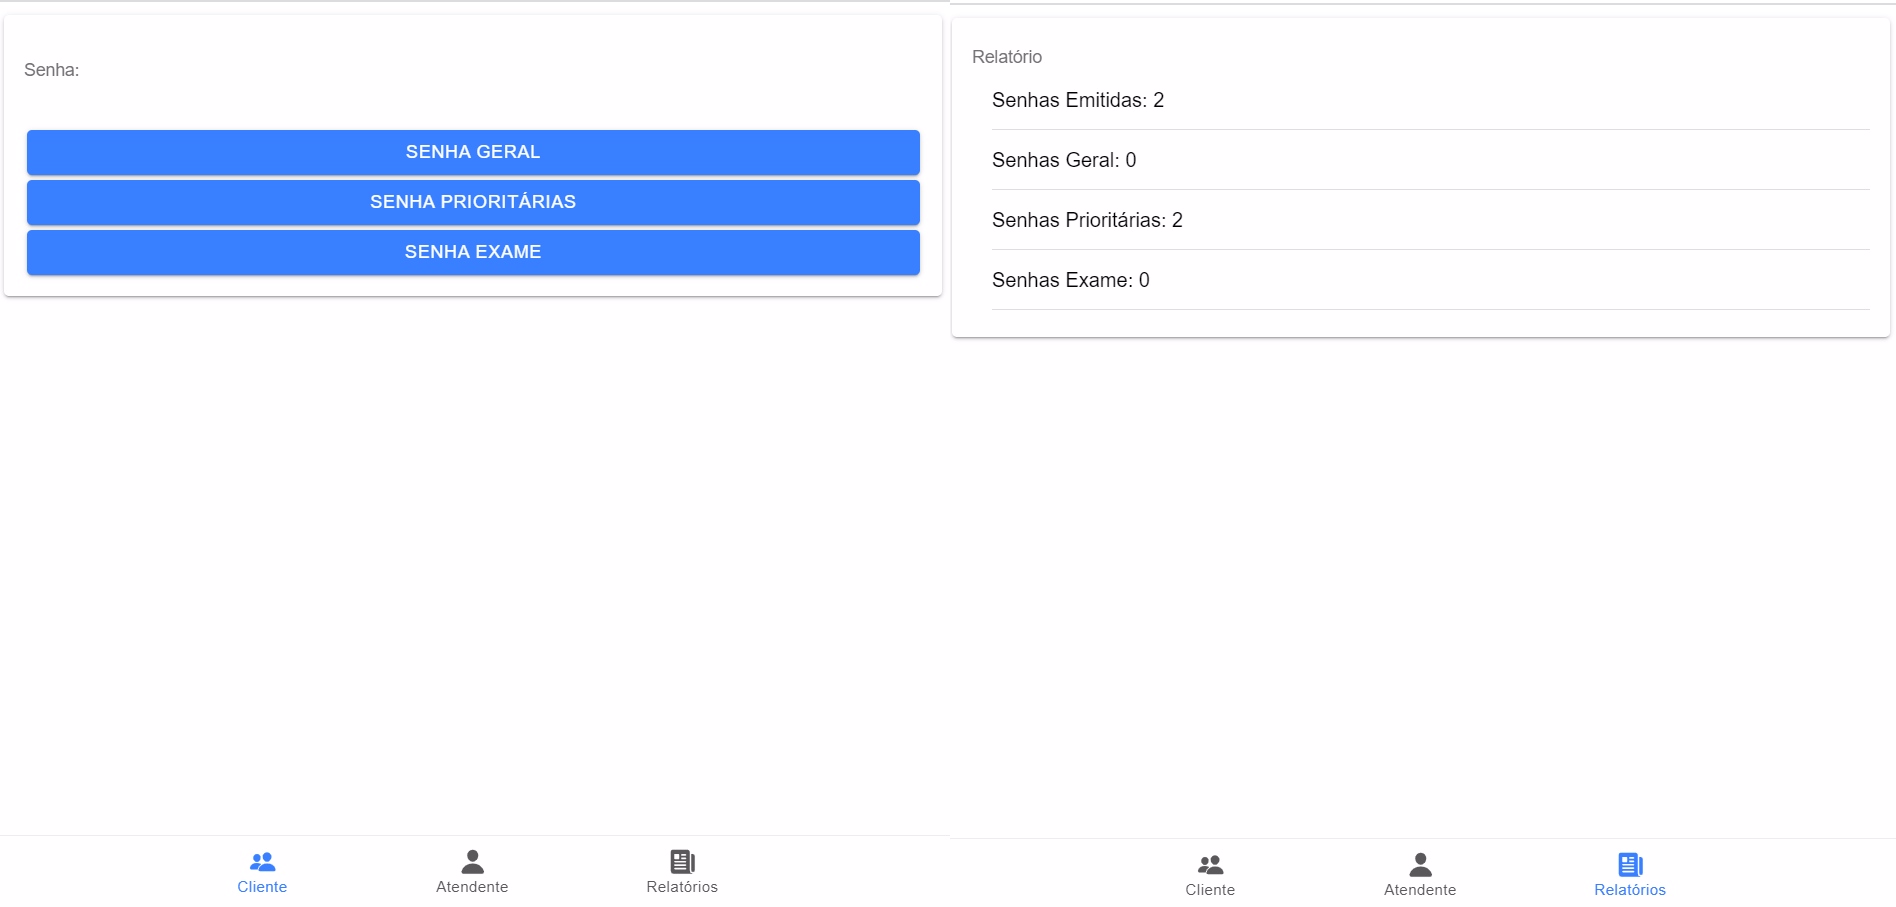 Senha:
SENHA GERAL
SENHA PRIORITÁRIAS
SENHA EXAME
Cliente
Atendente
Relatórios
Relatório
Senhas Emitidas: 2
Senhas Geral: 0
Senhas Prioritárias: 2
Senhas Exame: 0
Cliente
Atendente
Relatórios